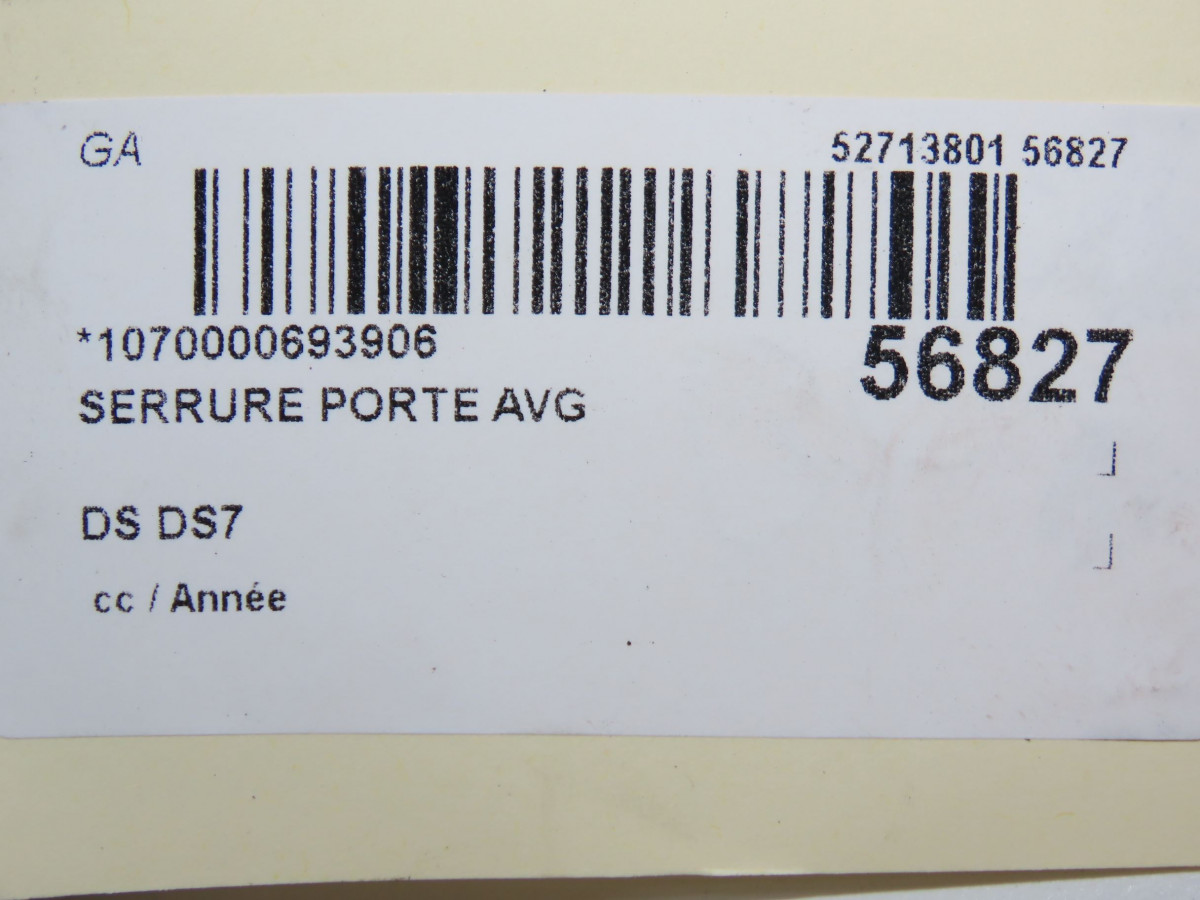 GA
52713801 56827
*1070000693906
56827
SERRURE PORTE AVG
DS DS7
cc / Année